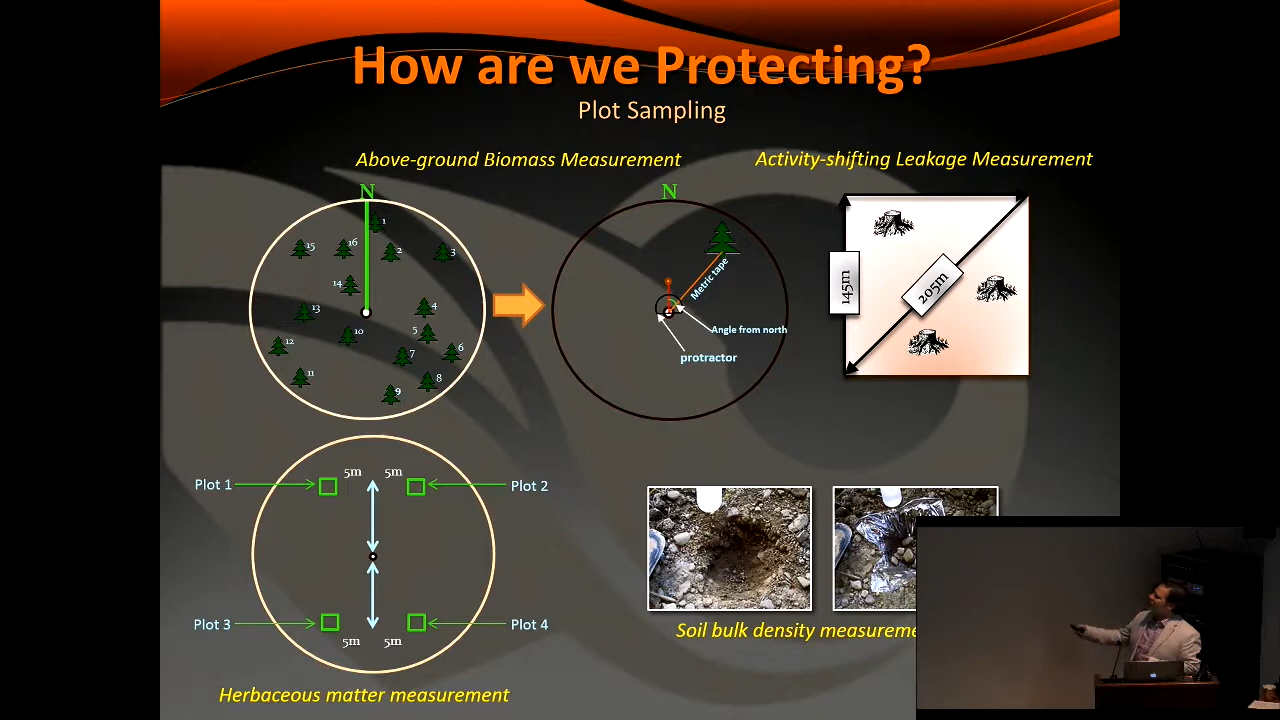 How are we Protecting?
Plot Sampling
Above-ground Biomass Measurement
Activity-shifting Leakage Measurement
N
1
2
3
4
5
6
7
8
9
10
11
12
13
14
15
16
N
Metric tape
Angle from north
protractor
145m
205m
Plot 1
5m
5m
Plot 2
Plot 3
5m
5m
Plot 4
Herbaceous matter measurement
Soil bulk density measureme